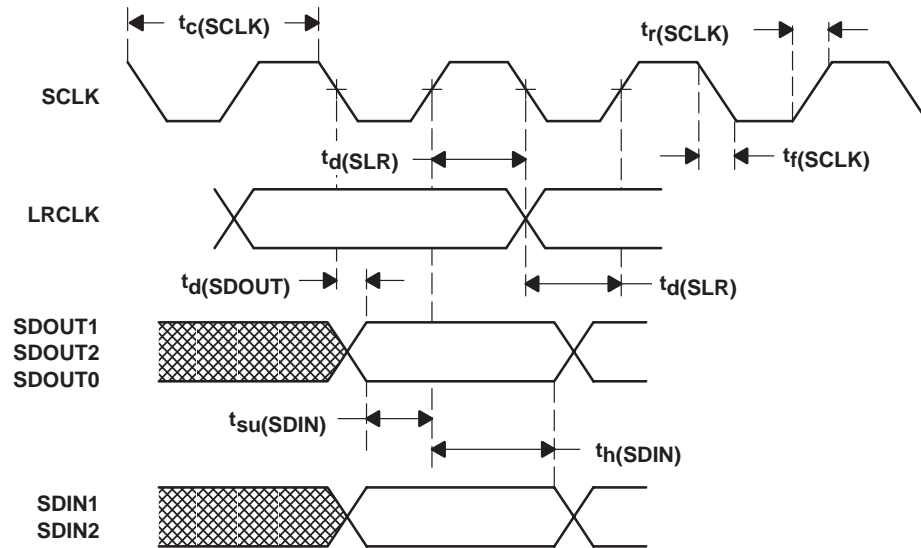 tc(SCLK)
tr(SCLK)
SCLK
td(SLR)
tf(SCLK)
LRCLK
td(SDOUT)
td(SLR)
SDOUT1
SDOUT2
SDOUT0
tsu(SDIN)
th(SDIN)
SDIN1
SDIN2